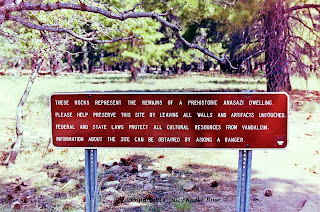 THESE ROCKS REPRESENT THE REMAINS OF A PREHISTORIC ANASAZI DWELLING.
PLEASE HELP PRESERVE THIS SITE BY LEAVING ALL WALLS AND ARTIFACTS UNTOUCHED.
FEDERAL AND STATE LAWS PROTECT ALL CULTURAL RESOURCES FROM VANDALISM.
INFORMATION ABOUT THE SITE CAN BE OBTAINED BY ASKING A RANGER.
Rose